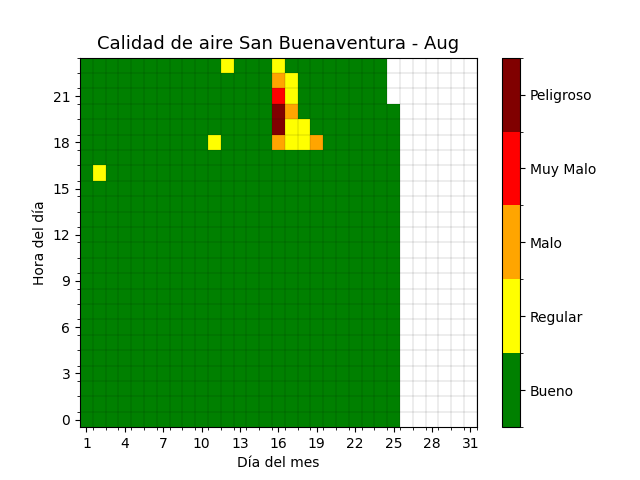 Calidad de aire San Buenaventura - Aug
Hora del día
21
18
15
12
9
6
3
0
1 4 7 10 13 16 19 22 25 28 31
Día del mes
Peligroso
Muy Malo
Malo
Regular
Bueno